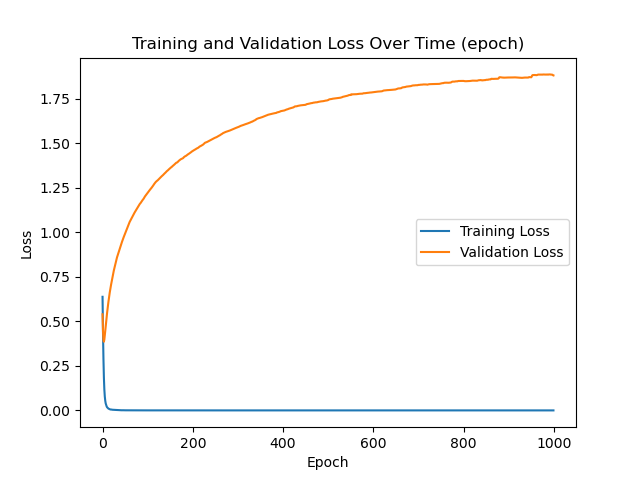 Training and Validation Loss Over Time (epoch)
1.75
1.50
1.25
1.00
0.75
0.50
0.25
0.00
Loss
Training Loss
Validation Loss
0 200 400 600 800 1000
Epoch